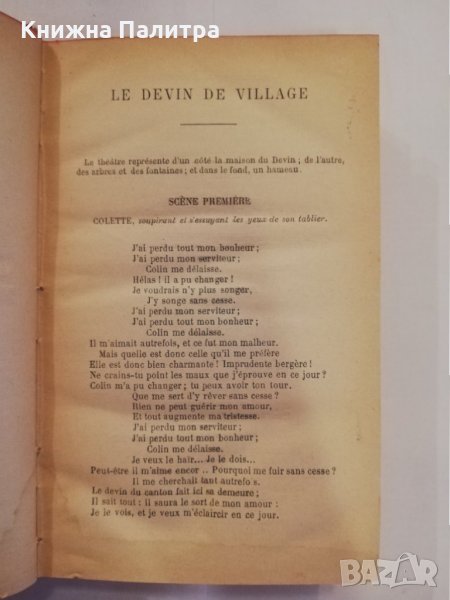 Книжна Палитра
LE DEVIN DE VILLAGE
Le théâtre représente d'un côté la maison du Devin ; de l'autre,
des arbres et des fontaines ; et dans le fond, un hameau.
SCÈNE PREMIÈRE
COLETTE, soupirant et s'essuyant les yeux de son tablier.
J'ai perdu tout mon bonheur ;
J'ai perdu mon serviteur ;
Colin me délaisse.
Hélas ! il a pu changer !
Je voudrais n'y plus songer,
J'y songe sans cesse.
J'ai perdu mon serviteur ;
J'ai perdu tout mon bonheur ;
Colin me délaisse.
Il m'aimait autrefois, et ce fut mon malheur.
Mais quelle est donc celle qu'il me préfère
Elle est donc bien charmante ! Imprudente bergère !
Ne crains-tu point les maux que j'éprouve en ce jour ?
Colin m'a pu changer ; tu peux avoir ton tour.
Que me sert d'y rêver sans cesse ?
Rien ne peut guérir mon amour,
Et tout augmente ma tristesse.
J'ai perdu mon serviteur ;
J'ai perdu tout mon bonheur ;
Colin me délaisse.
Je veux le haïr... Je le dois...
Peut-être il m'aime encor .. Pourquoi me fuir sans cesse ?
Il me cherchait tant autrefo s.
Le devin du canton fait ici sa demeure ;
Il sait tout : il saura le sort de mon amour :
Je le vois, et je veux m'éclaircir en ce jour.
BAZAR